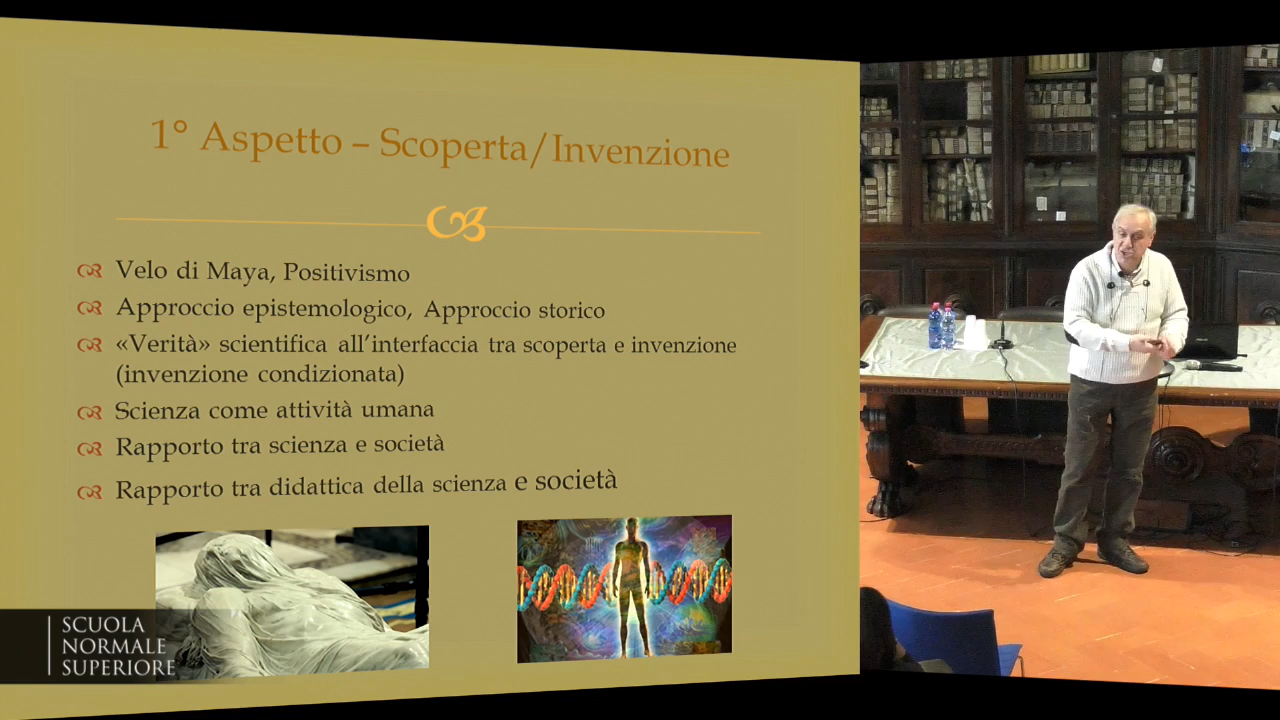 1° Aspetto – Scoperta/Invenzione
Velo di Maya, Positivismo
Approccio epistemologico, Approccio storico
«Verità» scientifica all’interfaccia tra scoperta e invenzione
(invenzione condizionata)
Scienza come attività umana
Rapporto tra scienza e società
Rapporto tra didattica della scienza e società
SCUOLA
NORMALE
SUPERIORE